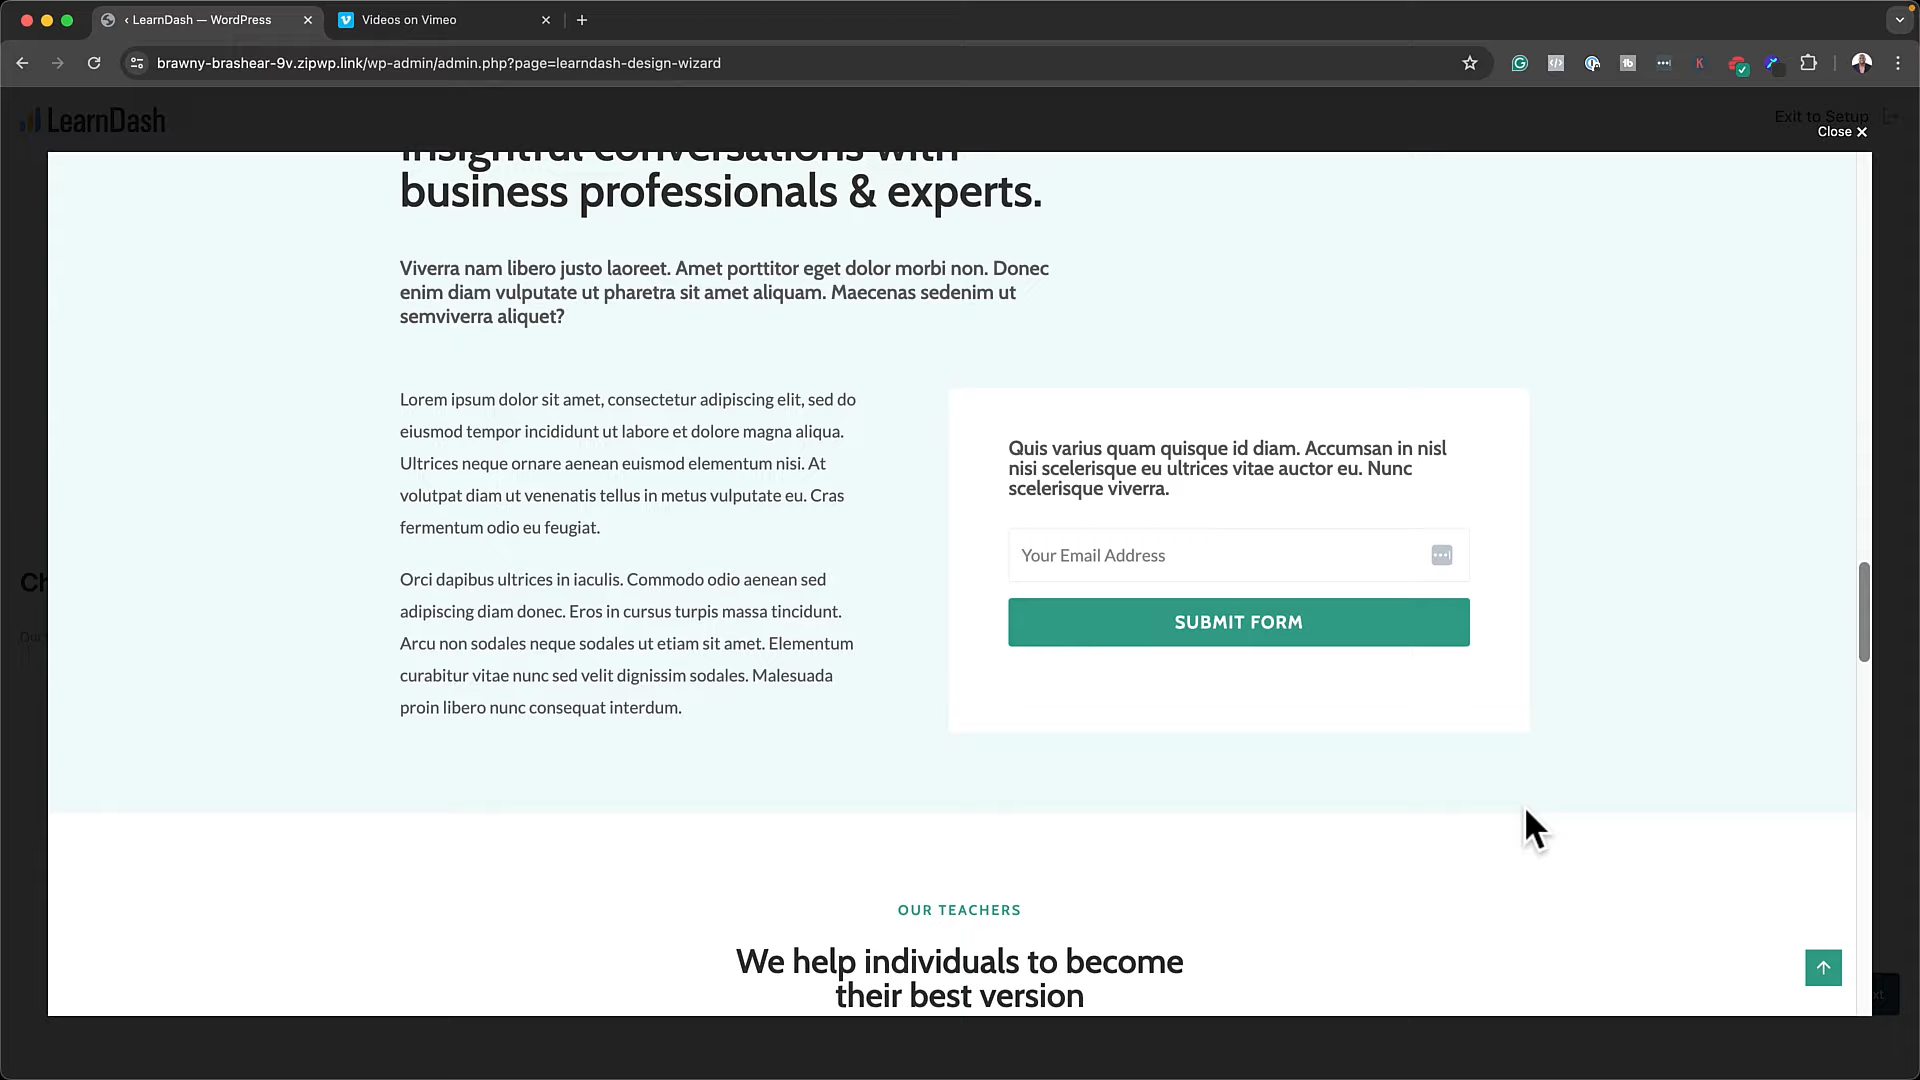 ‹ LearnDash — WordPress
Videos on Vimeo
brawny-brashear-9v.zipwp.link/wp-admin/admin.php?page=learndash-design-wizard
LearnDash
Exit to Setup
Close
Insightful conversations with
business professionals & experts.
Viverra nam libero justo laoreet. Amet porttitor eget dolor morbi non. Donec
enim diam vulputate ut pharetra sit amet aliquam. Maecenas sedenim ut
semviverra aliquet?
Lorem ipsum dolor sit amet, consectetur adipiscing elit, sed do
eiusmod tempor incididunt ut labore et dolore magna aliqua.
Ultrices neque ornare aenean euismod elementum nisi. At
volutpat diam ut venenatis tellus in metus vulputate eu. Cras
fermentum odio eu feugiat.
Orci dapibus ultrices in iaculis. Commodo odio aenean sed
adipiscing diam donec. Eros in cursus turpis massa tincidunt.
Arcu non sodales neque sodales ut etiam sit amet. Elementum
curabitur vitae nunc sed velit dignissim sodales. Malesuada
proin libero nunc consequat interdum.
Quis varius quam quisque id diam. Accumsan in nisl
nisi scelerisque eu ultrices vitae auctor eu. Nunc
scelerisque viverra.
Your Email Address
SUBMIT FORM
OUR TEACHERS
We help individuals to become
their best version